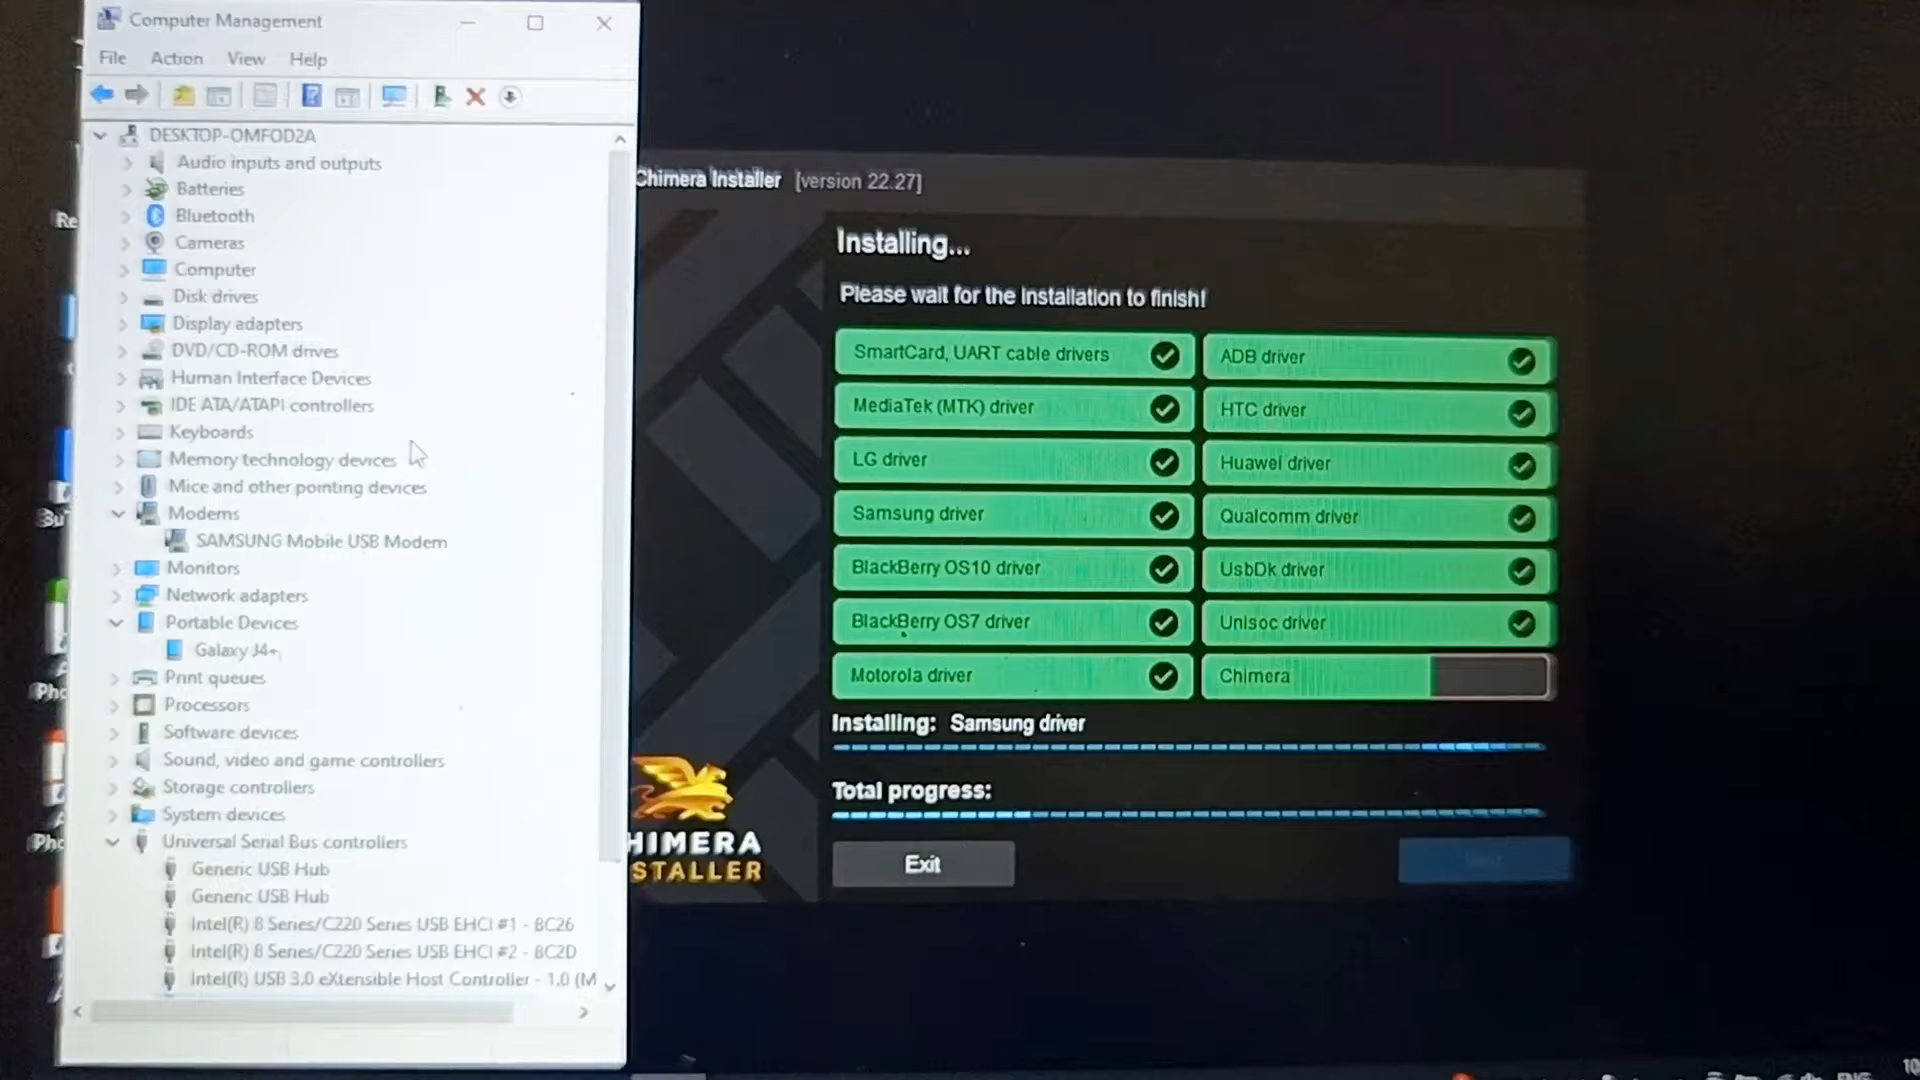 Computer Management
File Action View Help
DESKTOP-OMFOD2A
Audio inputs and outputs
Batteries
Bluetooth
Cameras
Computer
Disk drives
Display adapters
DVD/CD-ROM drives
Human Interface Devices
IDE ATA/ATAPI controllers
Keyboards
Memory technology devices
Mice and other pointing devices
Modems
SAMSUNG Mobile USB Modem
Monitors
Network adapters
Portable Devices
Galaxy J4+
Print queues
Processors
Software devices
Sound, video and game controllers
Storage controllers
System devices
Universal Serial Bus controllers
Generic USB Hub
Generic USB Hub
Intel(R) 8 Series/C220 Series USB EHCI #1 - 8C26
Intel(R) 8 Series/C220 Series USB EHCI #2 - 8C2D
Intel(R) USB 3.0 eXtensible Host Controller - 1.0 (M
Chimera Installer [version 22.27]
Installing...
Please wait for the installation to finish!
SmartCard, UART cable drivers
ADB driver
MediaTek (MTK) driver
HTC driver
LG driver
Huawei driver
Samsung driver
Qualcomm driver
BlackBerry OS10 driver
UsbDk driver
BlackBerry OS7 driver
Unisoc driver
Motorola driver
Chimera
Installing: Samsung driver
Total progress:
HIMERA
STALLER
Exit
Re
Pho
Pho